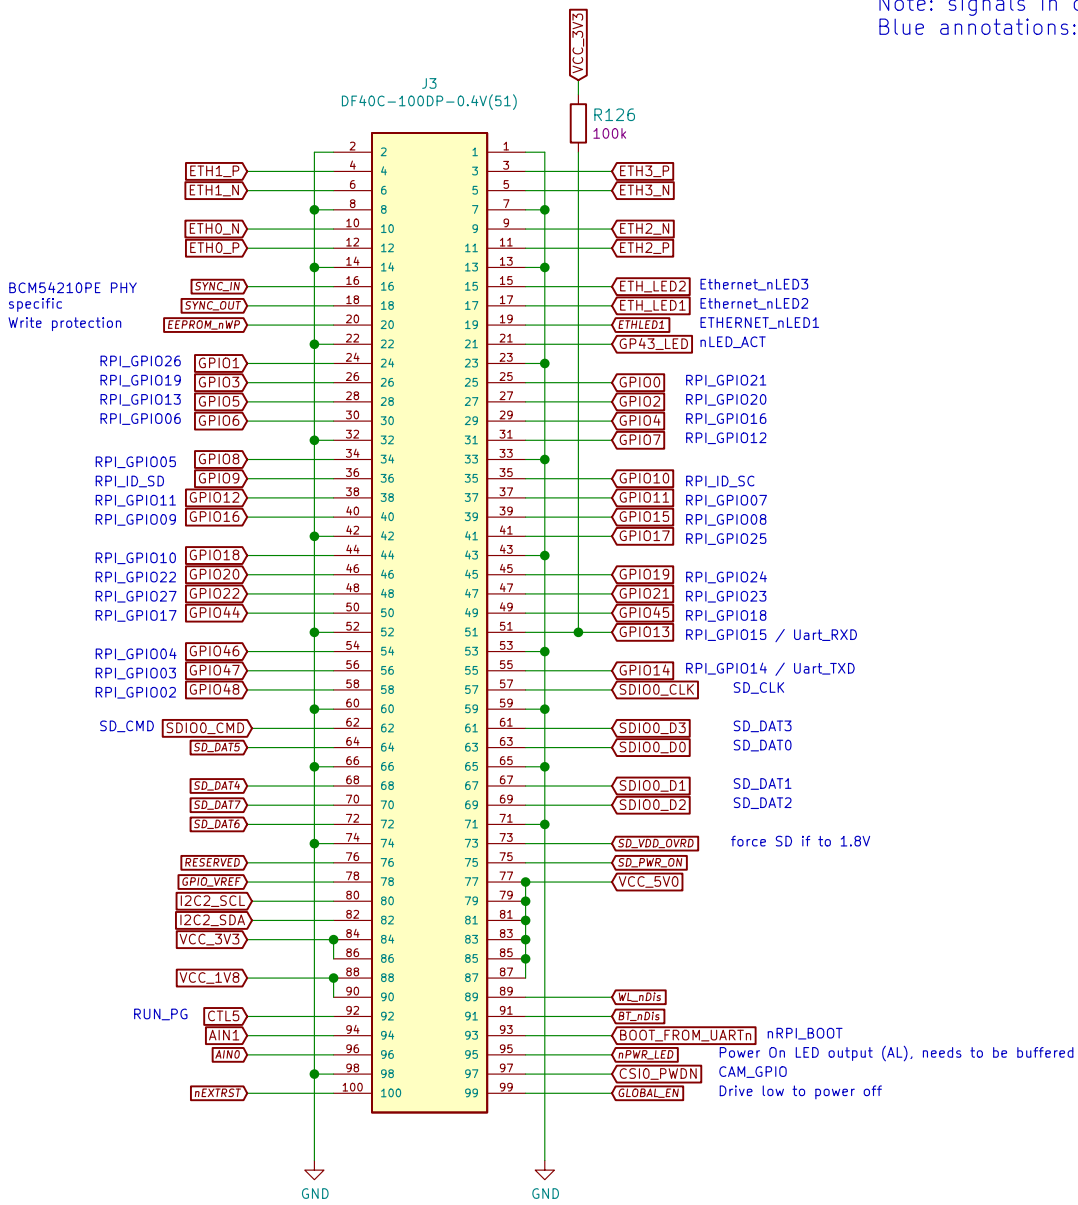 Note: signals in
Blue annotations:
VCC_3V3
R126
100k
J3
DF40C-100DP-0.4V(51)
2 2 1 1
ETH1_P 4 4 3 3 ETH3_P
ETH1_N 6 6 5 5 ETH3_N
8 8 7 7
ETH0_N 10 10 9 9 ETH2_N
ETH0_P 12 12 11 11 ETH2_P
14 14 13 13
BCM54210PE PHY
specific
SYNC_IN 16 16 15 15 ETH_LED2 Ethernet_nLED3
SYNC_OUT 18 18 17 17 ETH_LED1 Ethernet_nLED2
Write protection EEPROM_nWP 20 20 19 19 ETHLED1 ETHERNET_nLED1
22 22 21 21 GP43_LED nLED_ACT
RPI_GPIO26 GPIO1 24 24 23 23
RPI_GPIO19 GPIO3 26 26 25 25 GPIO0 RPI_GPIO21
RPI_GPIO13 GPIO5 28 28 27 27 GPIO2 RPI_GPIO20
RPI_GPIO06 GPIO6 30 30 29 29 GPIO4 RPI_GPIO16
32 32 31 31 GPIO7 RPI_GPIO12
RPI_GPIO05 GPIO8 34 34 33 33
RPI_ID_SD GPIO9 36 36 35 35 GPIO10 RPI_ID_SC
RPI_GPIO11 GPIO12 38 38 37 37 GPIO11 RPI_GPIO07
RPI_GPIO09 GPIO16 40 40 39 39 GPIO15 RPI_GPIO08
42 42 41 41 GPIO17 RPI_GPIO25
RPI_GPIO10 GPIO18 44 44 43 43
RPI_GPIO22 GPIO20 46 46 45 45 GPIO19 RPI_GPIO24
RPI_GPIO27 GPIO22 48 48 47 47 GPIO21 RPI_GPIO23
RPI_GPIO17 GPIO44 50 50 49 49 GPIO45 RPI_GPIO18
52 52 51 51 GPIO13 RPI_GPIO15 / Uart_RXD
RPI_GPIO04 GPIO46 54 54 53 53
RPI_GPIO03 GPIO47 56 56 55 55 GPIO14 RPI_GPIO14 / Uart_TXD
RPI_GPIO02 GPIO48 58 58 57 57 SDIO0_CLK SD_CLK
60 60 59 59
SD_CMD SDIO0_CMD 62 62 61 61 SDIO0_D3 SD_DAT3
SD_DAT5 64 64 63 63 SDIO0_D0 SD_DAT0
66 66 65 65
SD_DAT4 68 68 67 67 SDIO0_D1 SD_DAT1
SD_DAT7 70 70 69 69 SDIO0_D2 SD_DAT2
SD_DAT6 72 72 71 71
74 74 73 73 SD_VDD_OVRD force SD if to 1.8V
RESERVED 76 76 75 75 SD_PWR_ON
GPIO_VREF 78 78 77 77 VCC_5V0
I2C2_SCL 80 80 79 79
I2C2_SDA 82 82 81 81
VCC_3V3 84 84 83 83
86 86 85 85
VCC_1V8 88 88 87 87
90 90 89 89 WL_nDis
RUN_PG CTL5 92 92 91 91 BT_nDis
AIN1 94 94 93 93 BOOT_FROM_UARTn nRPI_BOOT
AIN0 96 96 95 95 nPWR_LED Power On LED output (AL), needs to be buffered
98 98 97 97 CSI0_PWDN CAM_GPIO
nEXTRST 100 100 99 99 GLOBAL_EN Drive low to power off
GND GND